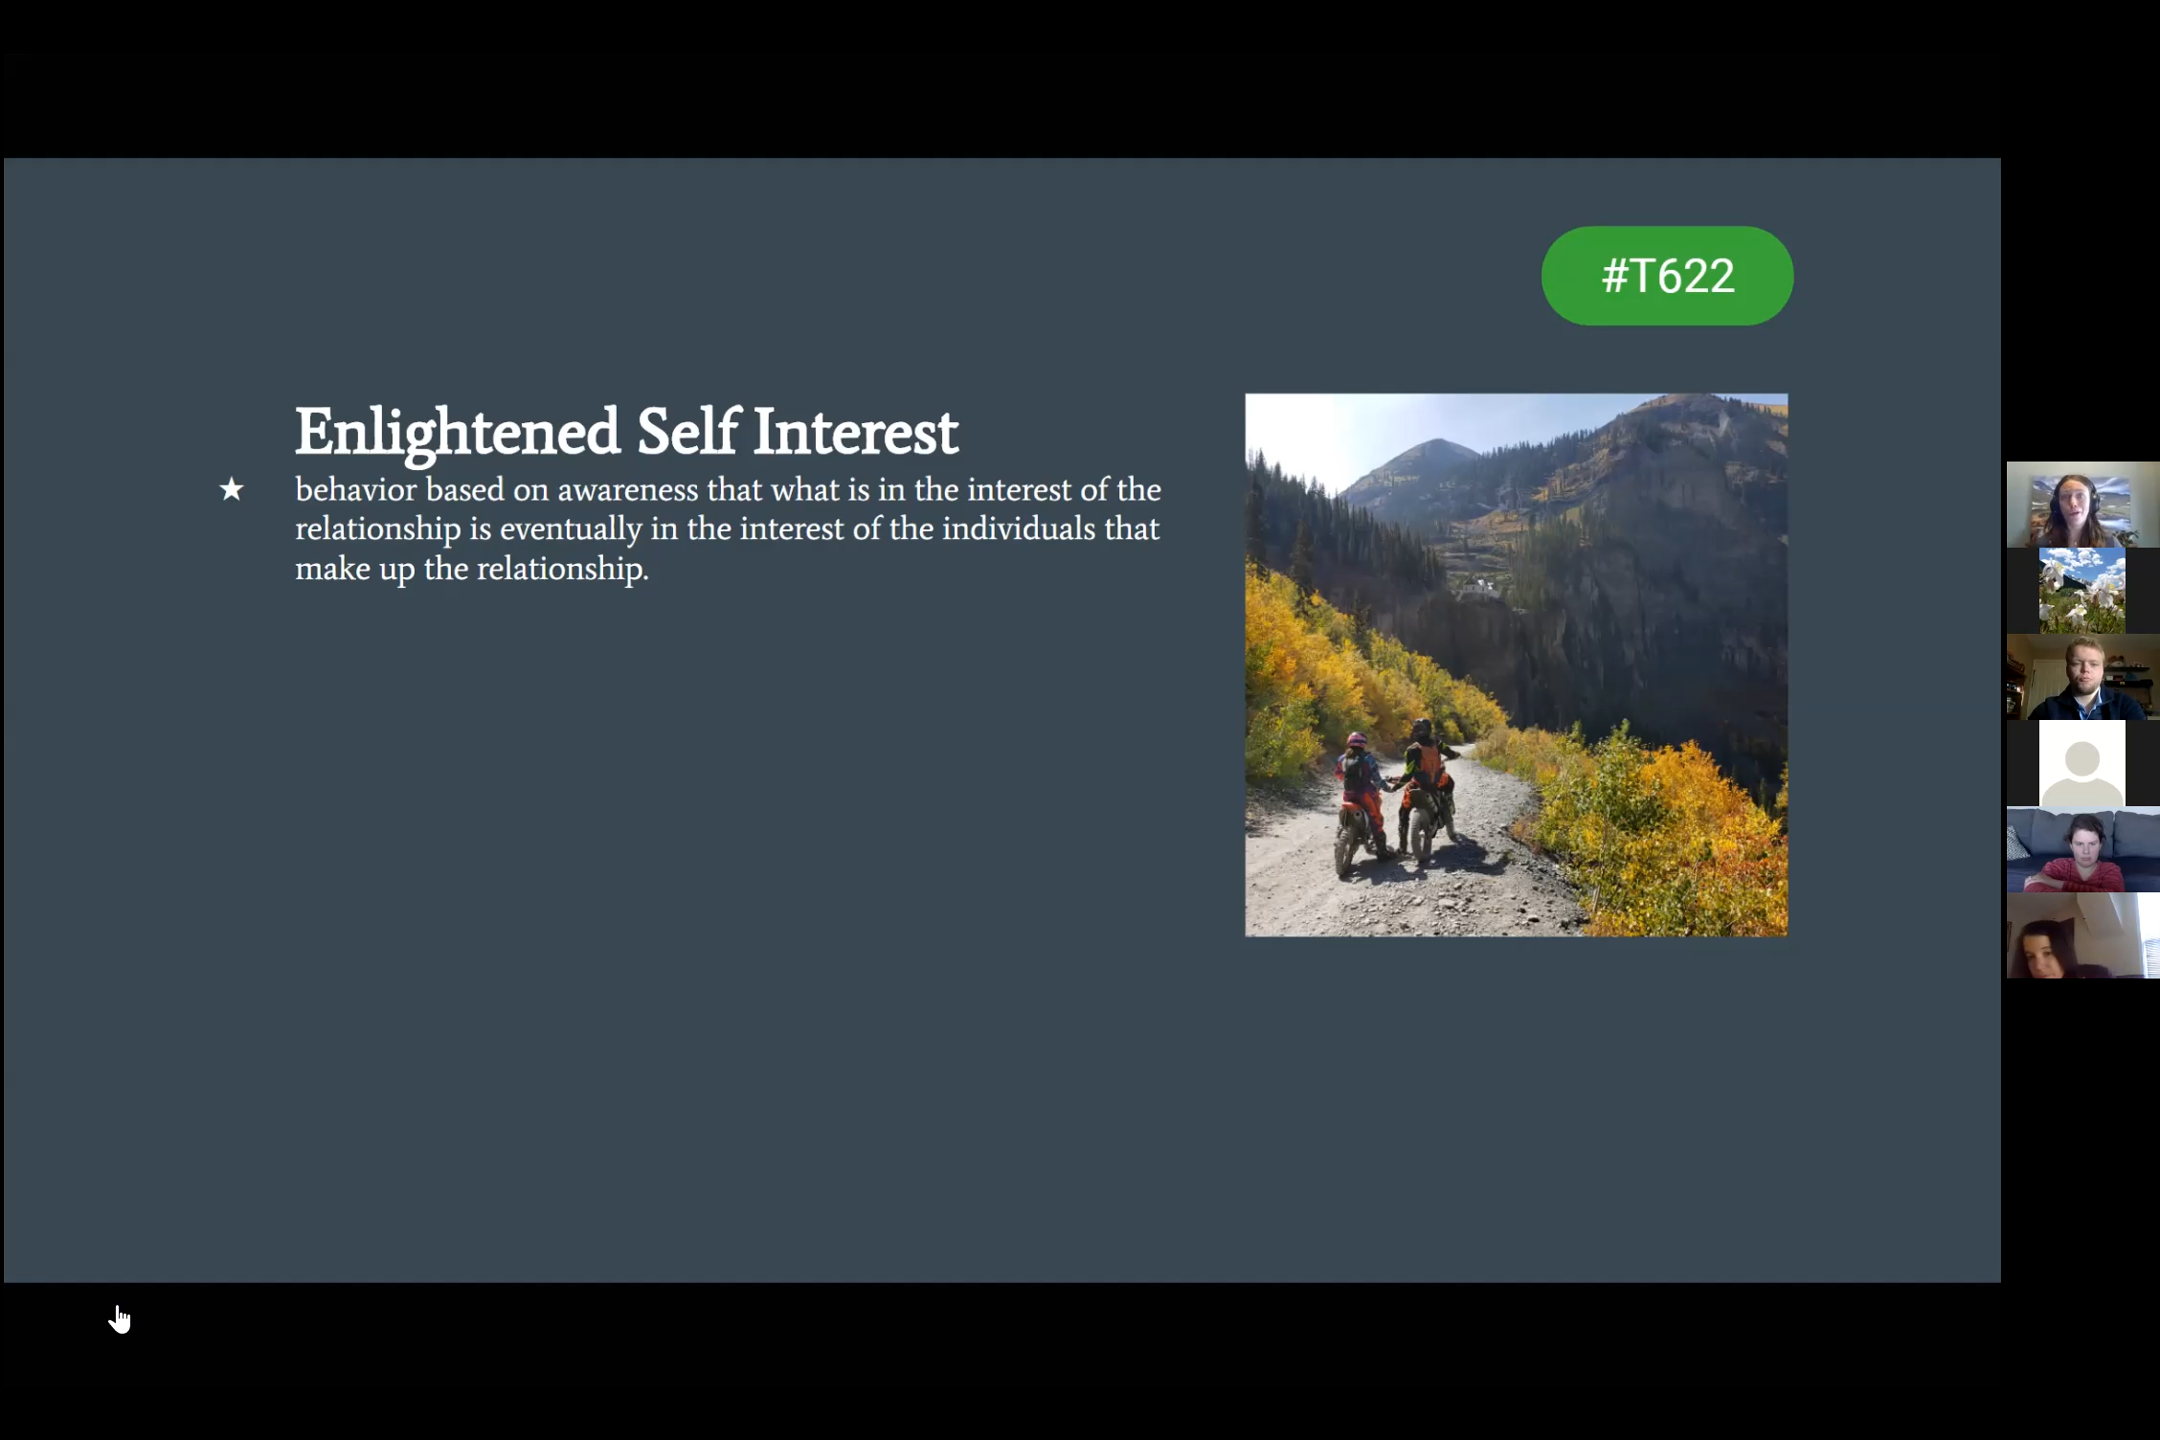 #T622
Enlightened Self Interest
★ behavior based on awareness that what is in the interest of the
relationship is eventually in the interest of the individuals that
make up the relationship.